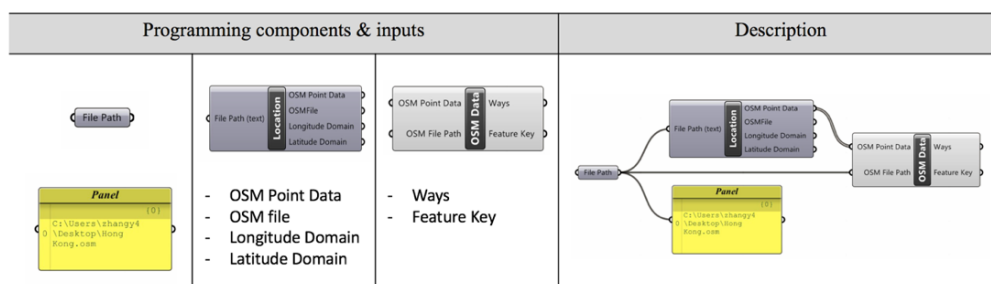 Programming components & inputs
Description
File Path
File Path (text)
Location
OSM Point Data
OSMFile
Longitude Domain
Latitude Domain
OSM Point Data
OSM File Path
OSM Data
Ways
Feature Key
Panel
{0}
0 C:\Users\zhangy4
\Desktop\Hong
Kong.osm
- OSM Point Data
- OSM file
- Longitude Domain
- Latitude Domain
- Ways
- Feature Key
File Path
File Path (text)
Location
OSM Point Data
OSMFile
Longitude Domain
Latitude Domain
OSM Point Data
OSM File Path
OSM Data
Ways
Feature Key
Panel
{0}
0 C:\Users\zhangy4
\Desktop\Hong
Kong.osm